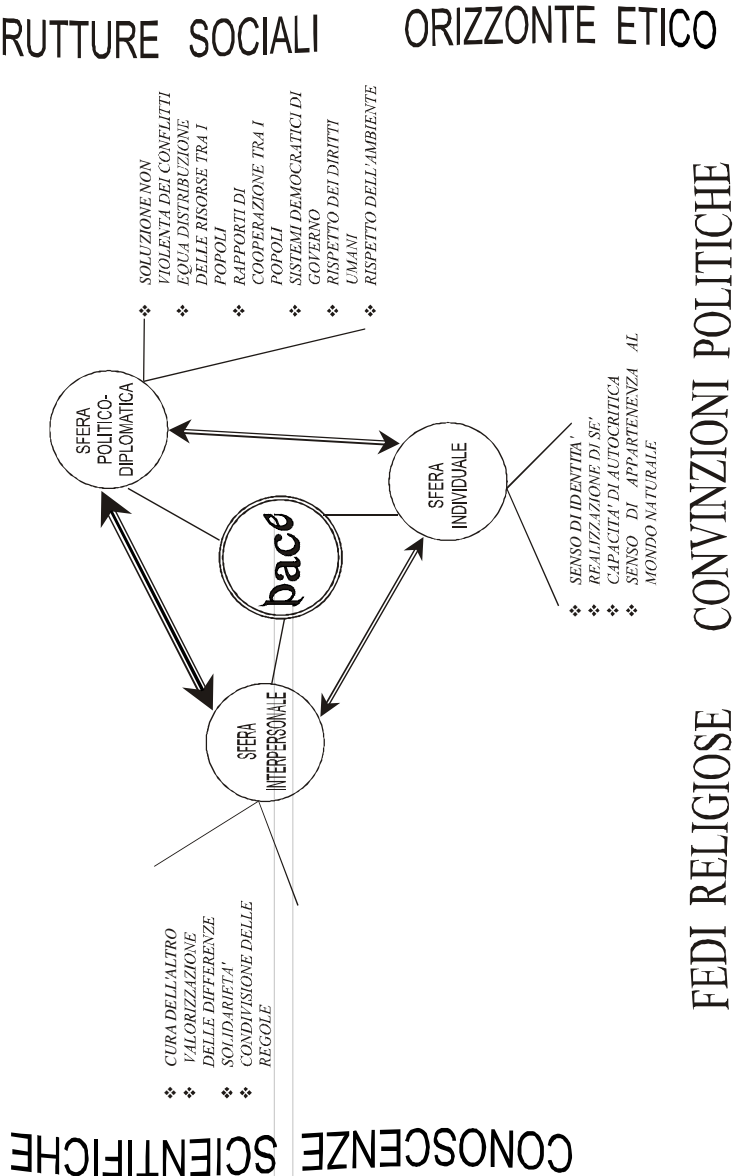 CONOSCENZE SCIENTIFICHE
RUTTURE SOCIALI
ORIZZONTE ETICO
❖ CURA DELL'ALTRO
❖ VALORIZZAZIONE
DELLE DIFFERENZE
❖ SOLIDARIETA'
❖ CONDIVISIONE DELLE
REGOLE
SFERA
INTERPERSONALE
SFERA
POLITICO-
DIPLOMATICA
❖ SOLUZIONE NON
VIOLENTA DEI CONFLITTI
❖ EQUA DISTRIBUZIONE
DELLE RISORSE TRA I
POPOLI
❖ RAPPORTI DI
COOPERAZIONE TRA I
POPOLI
❖ SISTEMI DEMOCRATICI DI
GOVERNO
❖ RISPETTO DEI DIRITTI
UMANI
❖ RISPETTO DELL'AMBIENTE
pace
SFERA
INDIVIDUALE
❖ SENSO DI IDENTITA'
❖ REALIZZAZIONE DI SE'
❖ CAPACITA' DI AUTOCRITICA
❖ SENSO DI APPARTENENZA AL
MONDO NATURALE
FEDI RELIGIOSE
CONVINZIONI POLITICHE